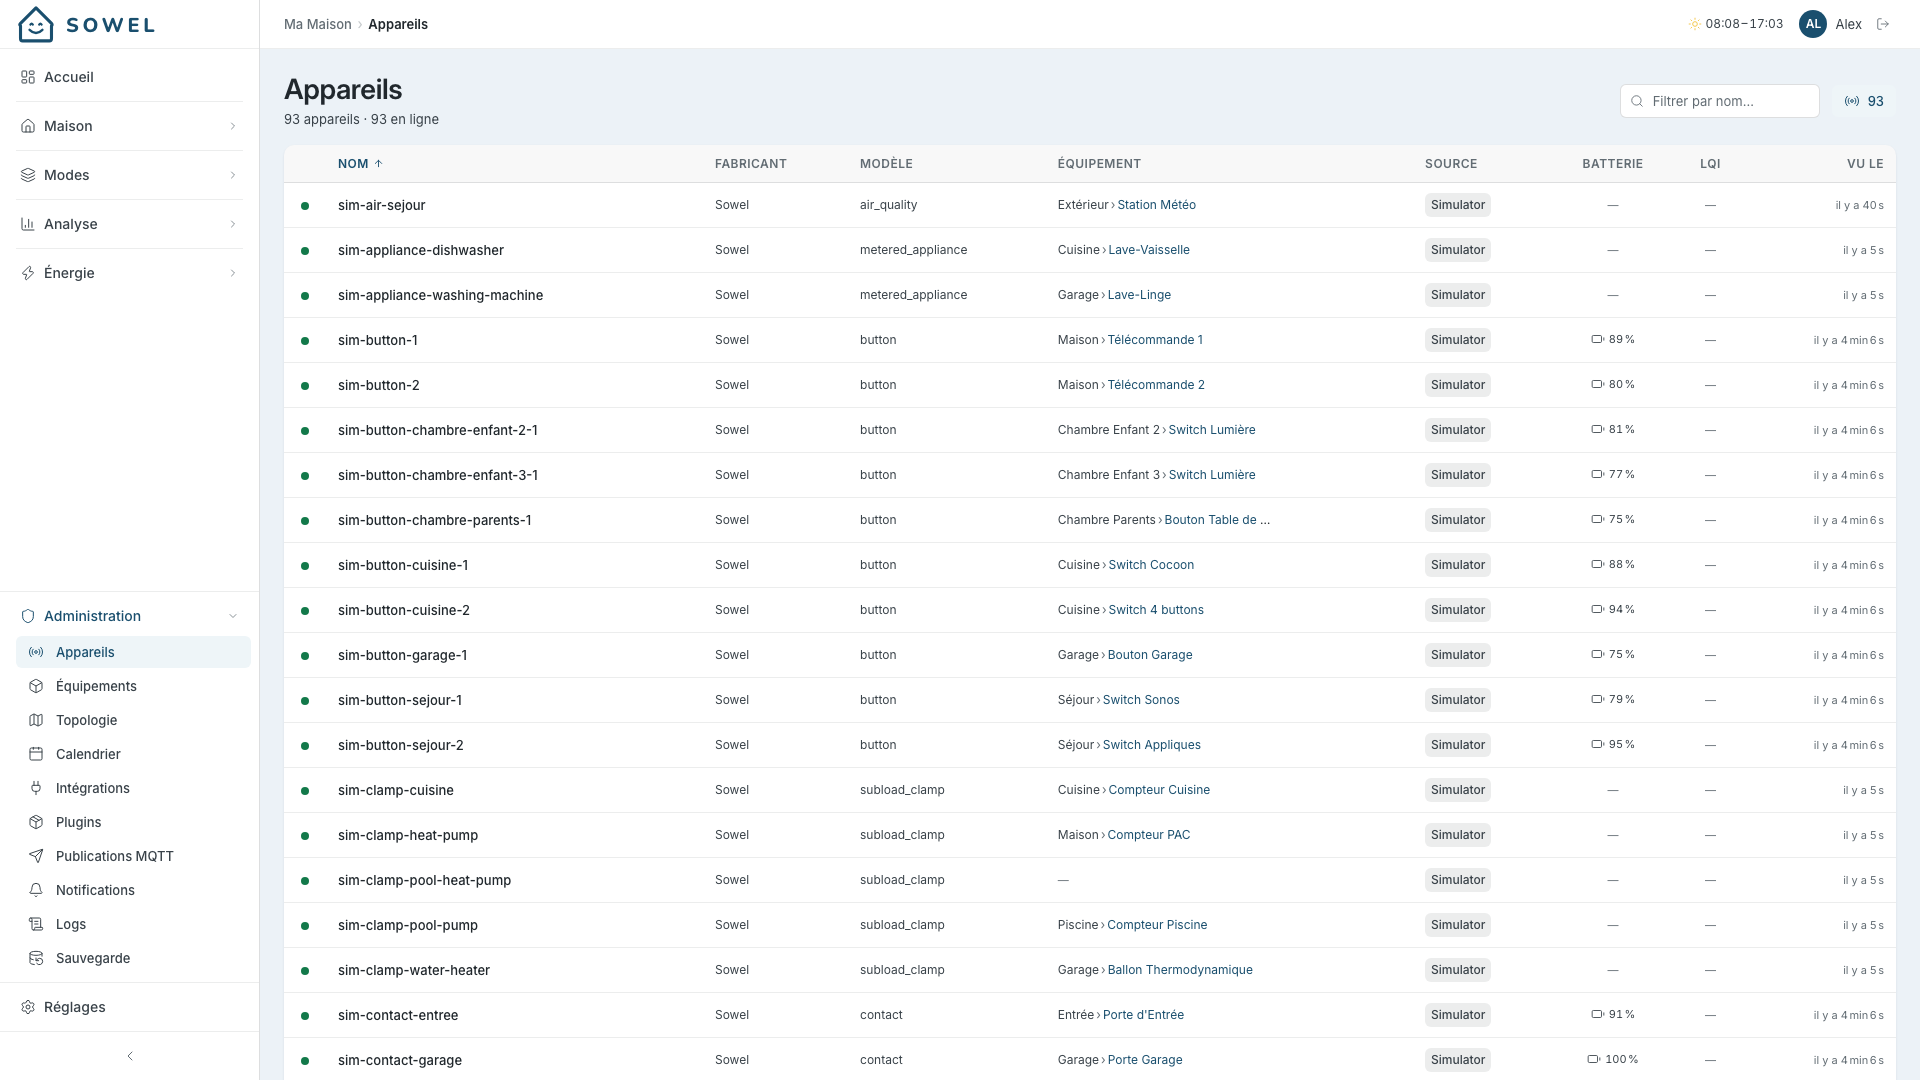 SOWEL
Ma Maison › Appareils
08:08–17:03 AL Alex
Accueil
Maison
Modes
Analyse
Énergie
Administration
Appareils
Équipements
Topologie
Calendrier
Intégrations
Plugins
Publications MQTT
Notifications
Logs
Sauvegarde
Réglages
Appareils
93 appareils · 93 en ligne
Filtrer par nom...
93
NOM ↑ FABRICANT MODÈLE ÉQUIPEMENT SOURCE BATTERIE LQI VU LE
sim-air-sejour Sowel air_quality Extérieur › Station Météo Simulator — — il y a 40 s
sim-appliance-dishwasher Sowel metered_appliance Cuisine › Lave-Vaisselle Simulator — — il y a 5 s
sim-appliance-washing-machine Sowel metered_appliance Garage › Lave-Linge Simulator — — il y a 5 s
sim-button-1 Sowel button Maison › Télécommande 1 Simulator 89 % — il y a 4 min 6 s
sim-button-2 Sowel button Maison › Télécommande 2 Simulator 80 % — il y a 4 min 6 s
sim-button-chambre-enfant-2-1 Sowel button Chambre Enfant 2 › Switch Lumière Simulator 81 % — il y a 4 min 6 s
sim-button-chambre-enfant-3-1 Sowel button Chambre Enfant 3 › Switch Lumière Simulator 77 % — il y a 4 min 6 s
sim-button-chambre-parents-1 Sowel button Chambre Parents › Bouton Table de ... Simulator 75 % — il y a 4 min 6 s
sim-button-cuisine-1 Sowel button Cuisine › Switch Cocoon Simulator 88 % — il y a 4 min 6 s
sim-button-cuisine-2 Sowel button Cuisine › Switch 4 buttons Simulator 94 % — il y a 4 min 6 s
sim-button-garage-1 Sowel button Garage › Bouton Garage Simulator 75 % — il y a 4 min 6 s
sim-button-sejour-1 Sowel button Séjour › Switch Sonos Simulator 79 % — il y a 4 min 6 s
sim-button-sejour-2 Sowel button Séjour › Switch Appliques Simulator 95 % — il y a 4 min 6 s
sim-clamp-cuisine Sowel subload_clamp Cuisine › Compteur Cuisine Simulator — — il y a 5 s
sim-clamp-heat-pump Sowel subload_clamp Maison › Compteur PAC Simulator — — il y a 5 s
sim-clamp-pool-heat-pump Sowel subload_clamp — Simulator — — il y a 5 s
sim-clamp-pool-pump Sowel subload_clamp Piscine › Compteur Piscine Simulator — — il y a 5 s
sim-clamp-water-heater Sowel subload_clamp Garage › Ballon Thermodynamique Simulator — — il y a 5 s
sim-contact-entree Sowel contact Entrée › Porte d'Entrée Simulator 91 % — il y a 4 min 6 s
sim-contact-garage Sowel contact Garage › Porte Garage Simulator 100 % — il y a 4 min 6 s